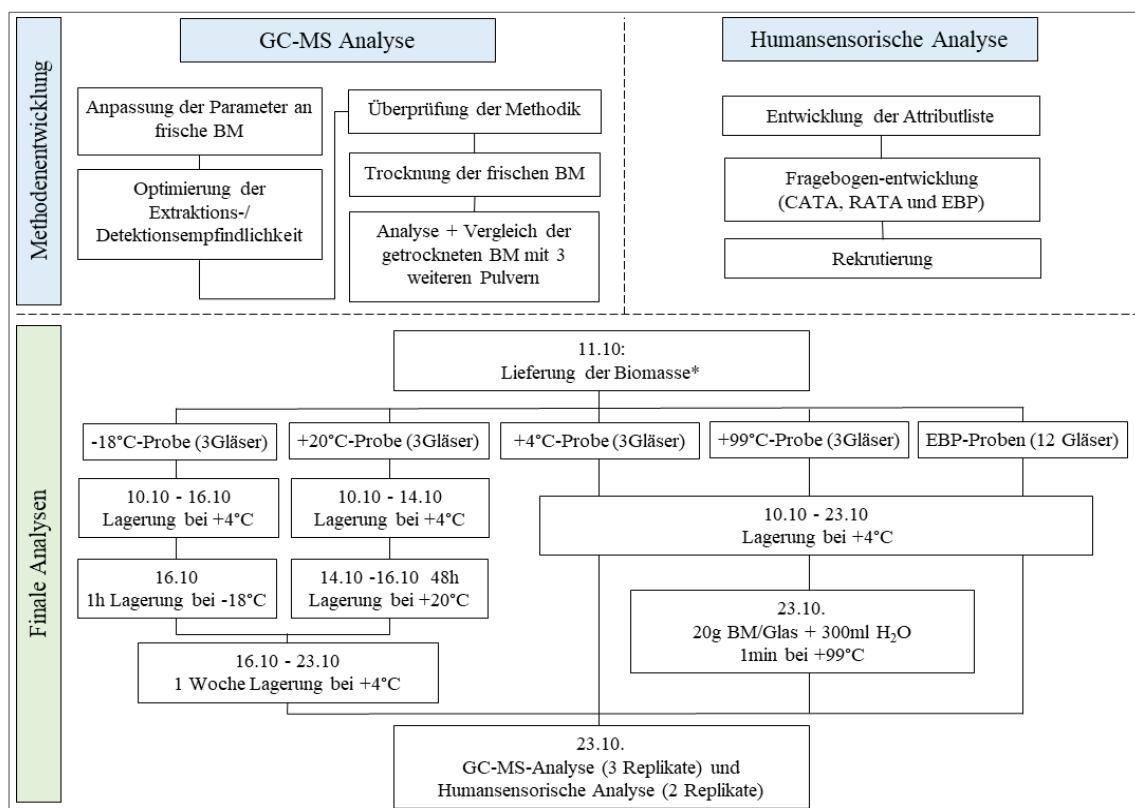 Methodenentwicklung
GC-MS Analyse
Anpassung der Parameter an
frische BM
Optimierung der
Extraktions-/
Detektionsempfindlichkeit
Überprüfung der Methodik
Trocknung der frischen BM
Analyse + Vergleich der
getrockneten BM mit 3
weiteren Pulvern
Humansensorische Analyse
Entwicklung der Attributliste
Fragebogen-entwicklung
(CATA, RATA und EBP)
Rekrutierung
Finale Analysen
11.10:
Lieferung der Biomasse*
-18°C-Probe (3Gläser)
+20°C-Probe (3Gläser)
+4°C-Probe (3Gläser)
+99°C-Probe (3Gläser)
EBP-Proben (12 Gläser)
10.10 - 16.10
Lagerung bei +4°C
10.10 - 14.10
Lagerung bei +4°C
10.10 - 23.10
Lagerung bei +4°C
16.10
1h Lagerung bei -18°C
14.10 -16.10 48h
Lagerung bei +20°C
23.10.
20g BM/Glas + 300ml H₂O
1min bei +99°C
16.10 - 23.10
1 Woche Lagerung bei +4°C
23.10.
GC-MS-Analyse (3 Replikate) und
Humansensorische Analyse (2 Replikate)